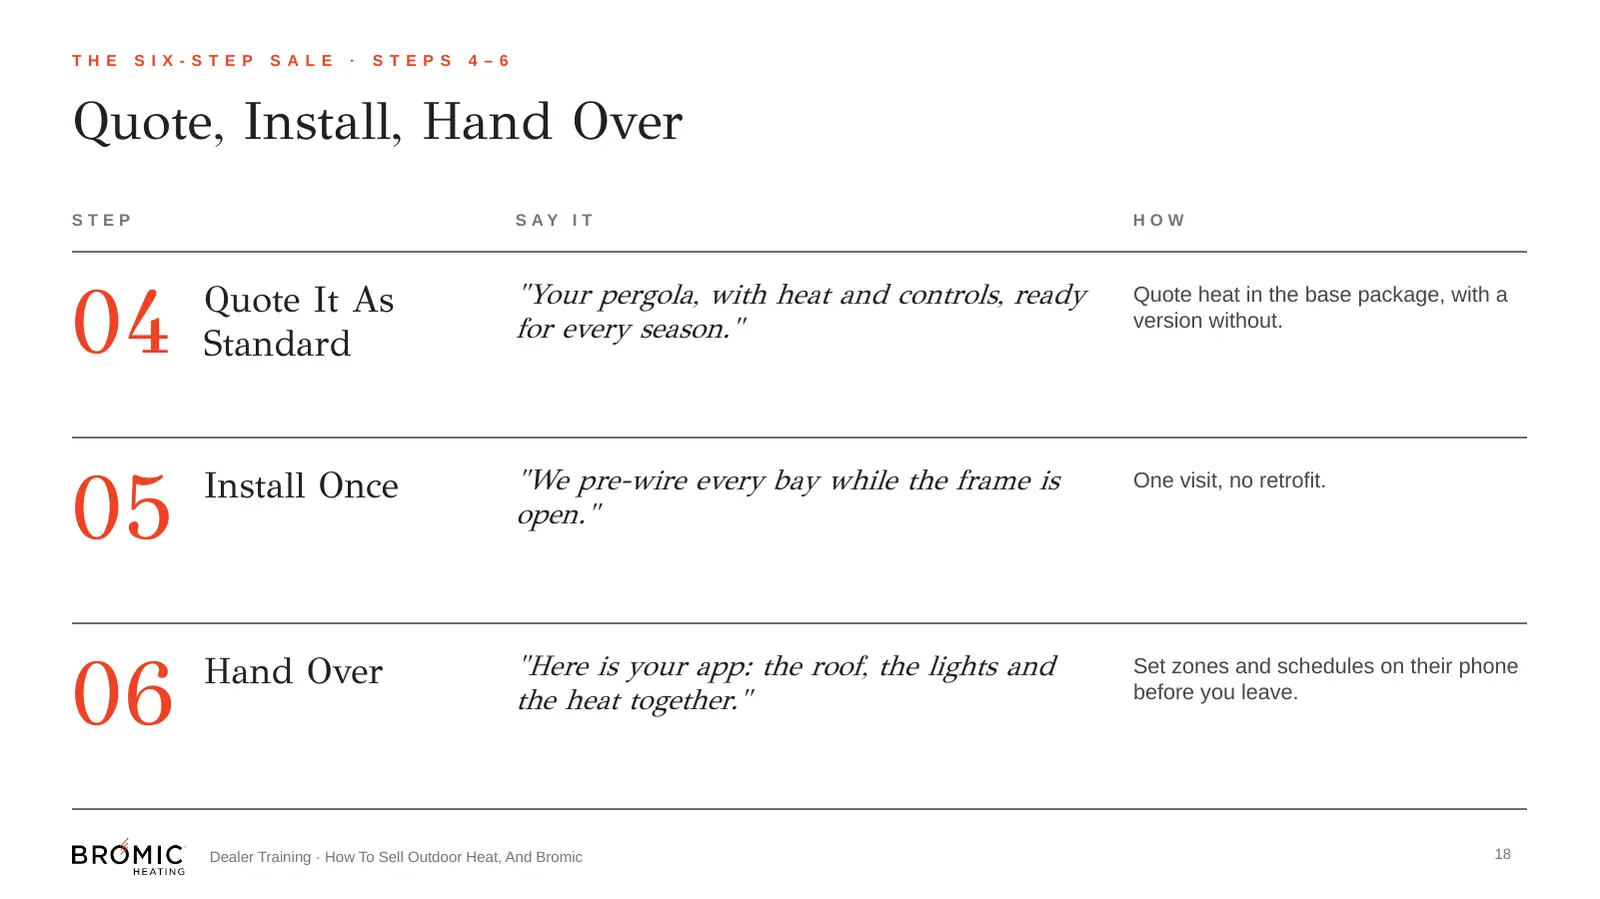 THE SIX-STEP SALE · STEPS 4–6
Quote, Install, Hand Over
STEP
SAY IT
HOW
04
Quote It As
Standard
"Your pergola, with heat and controls, ready
for every season."
Quote heat in the base package, with a
version without.
05
Install Once
"We pre-wire every bay while the frame is
open."
One visit, no retrofit.
06
Hand Over
"Here is your app: the roof, the lights and
the heat together."
Set zones and schedules on their phone
before you leave.
BROMIC
HEATING
Dealer Training · How To Sell Outdoor Heat, And Bromic
18